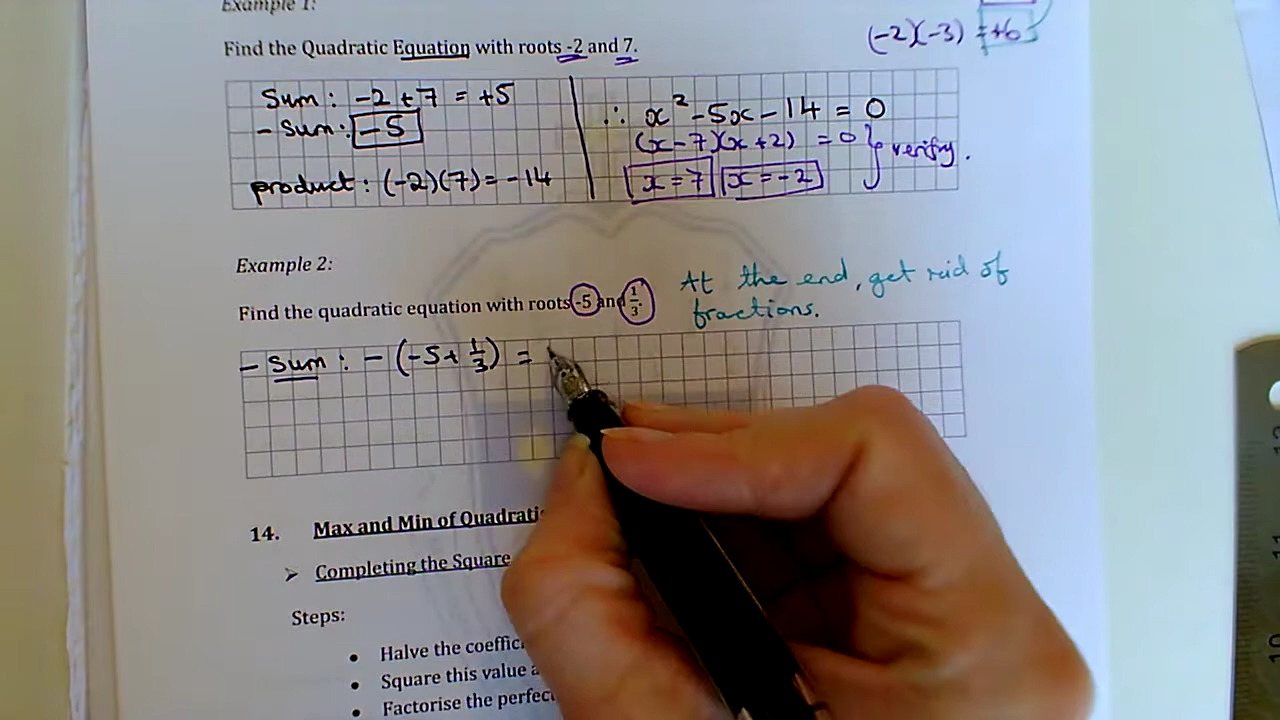 Example 1:
(-2)(-3) = +6
Find the Quadratic Equation with roots -2 and 7.
Sum: -2 + 7 = +5
- Sum: -5
product: (-2)(7) = -14
∴ x² - 5x - 14 = 0
(x - 7)(x + 2) = 0 } verify.
x = 7 x = -2
Example 2:
Find the quadratic equation with roots -5 and 1/3.
At the end, get rid of
fractions.
- Sum: - (-5 + 1/3) =
14. Max and Min of
➢ Completing the Square
Steps:
• Halve the
• Square this value
• Factorise the
13
11
10